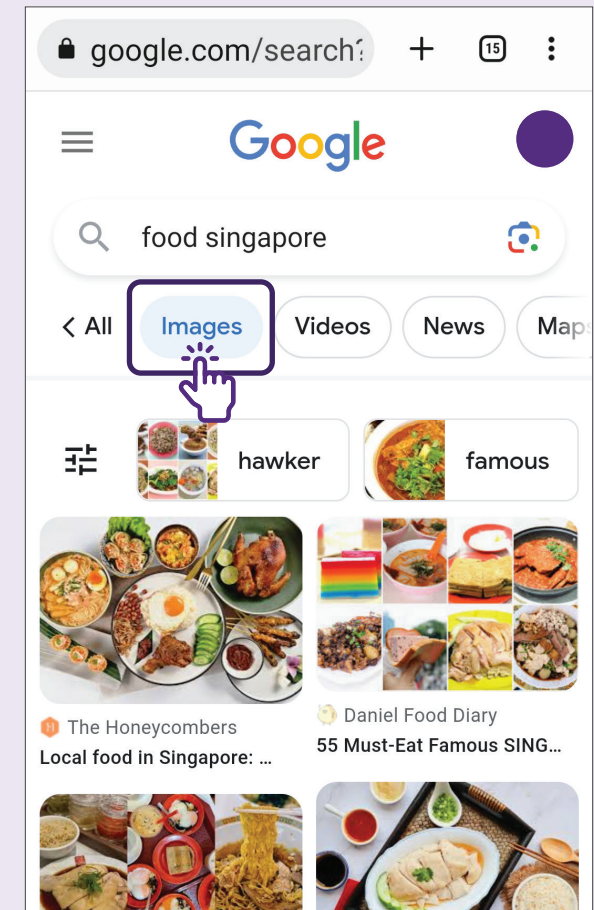 google.com/search?
15
Google
food singapore
All
Images
Videos
News
Maps
hawker
famous
The Honeycombers
Local food in Singapore: ...
Daniel Food Diary
55 Must-Eat Famous SING...